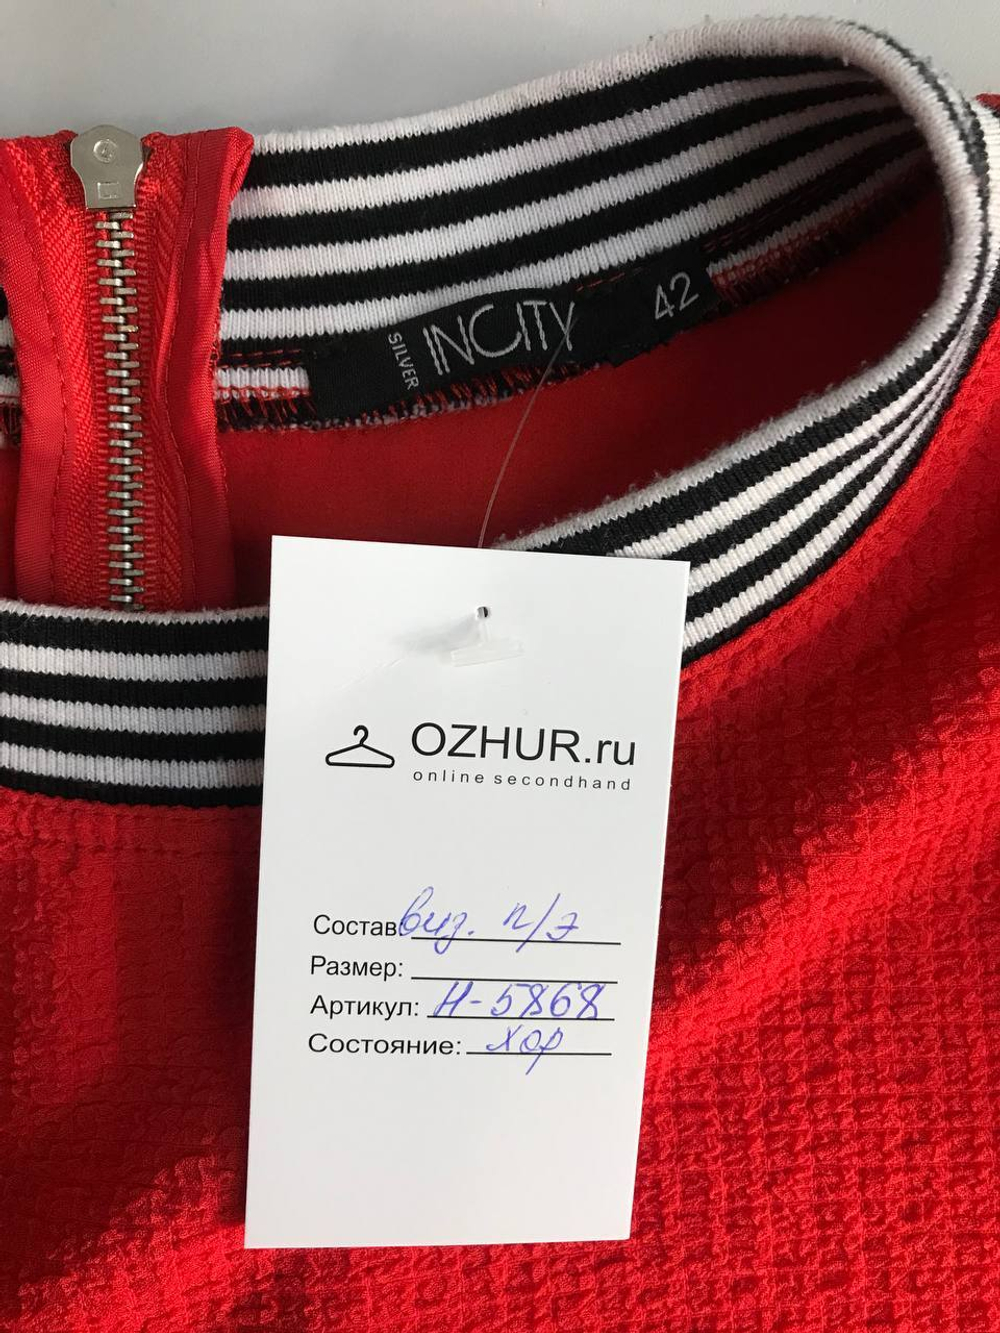 SILVER INCITY 42
OZHUR.ru
online secondhand
Состав: виз. п/э
Размер:
Артикул: Н-5868
Состояние: хор